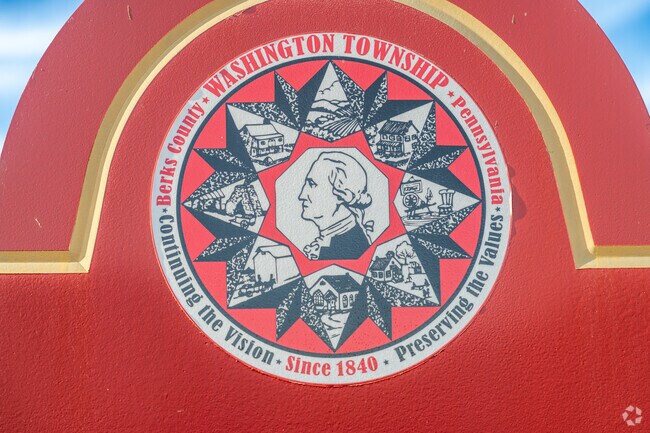 Berks County ★ WASHINGTON TOWNSHIP ★ Pennsylvania
★ Continuing the Vision ★ Since 1840 ★ Preserving the Values ★